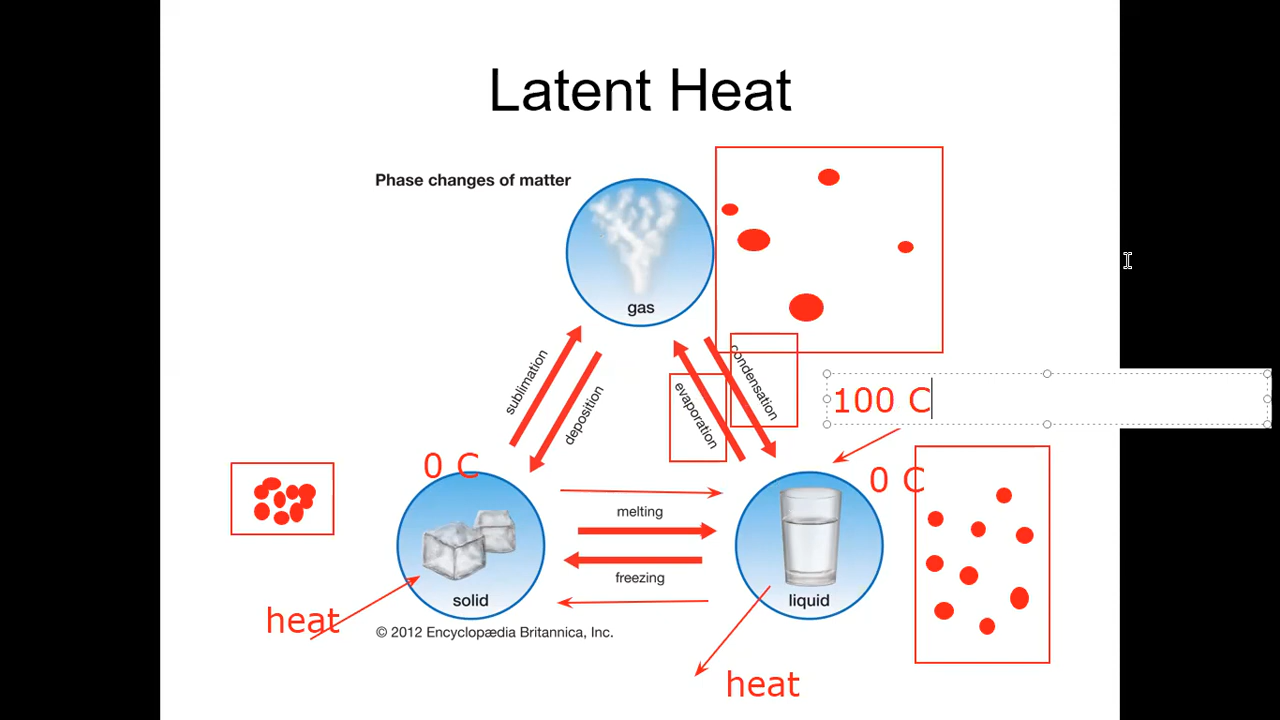 Latent Heat
Phase changes of matter
gas
sublimation
deposition
evaporation
condensation
100 C
0 C
0 C
melting
freezing
solid
liquid
heat
© 2012 Encyclopædia Britannica, Inc.
heat